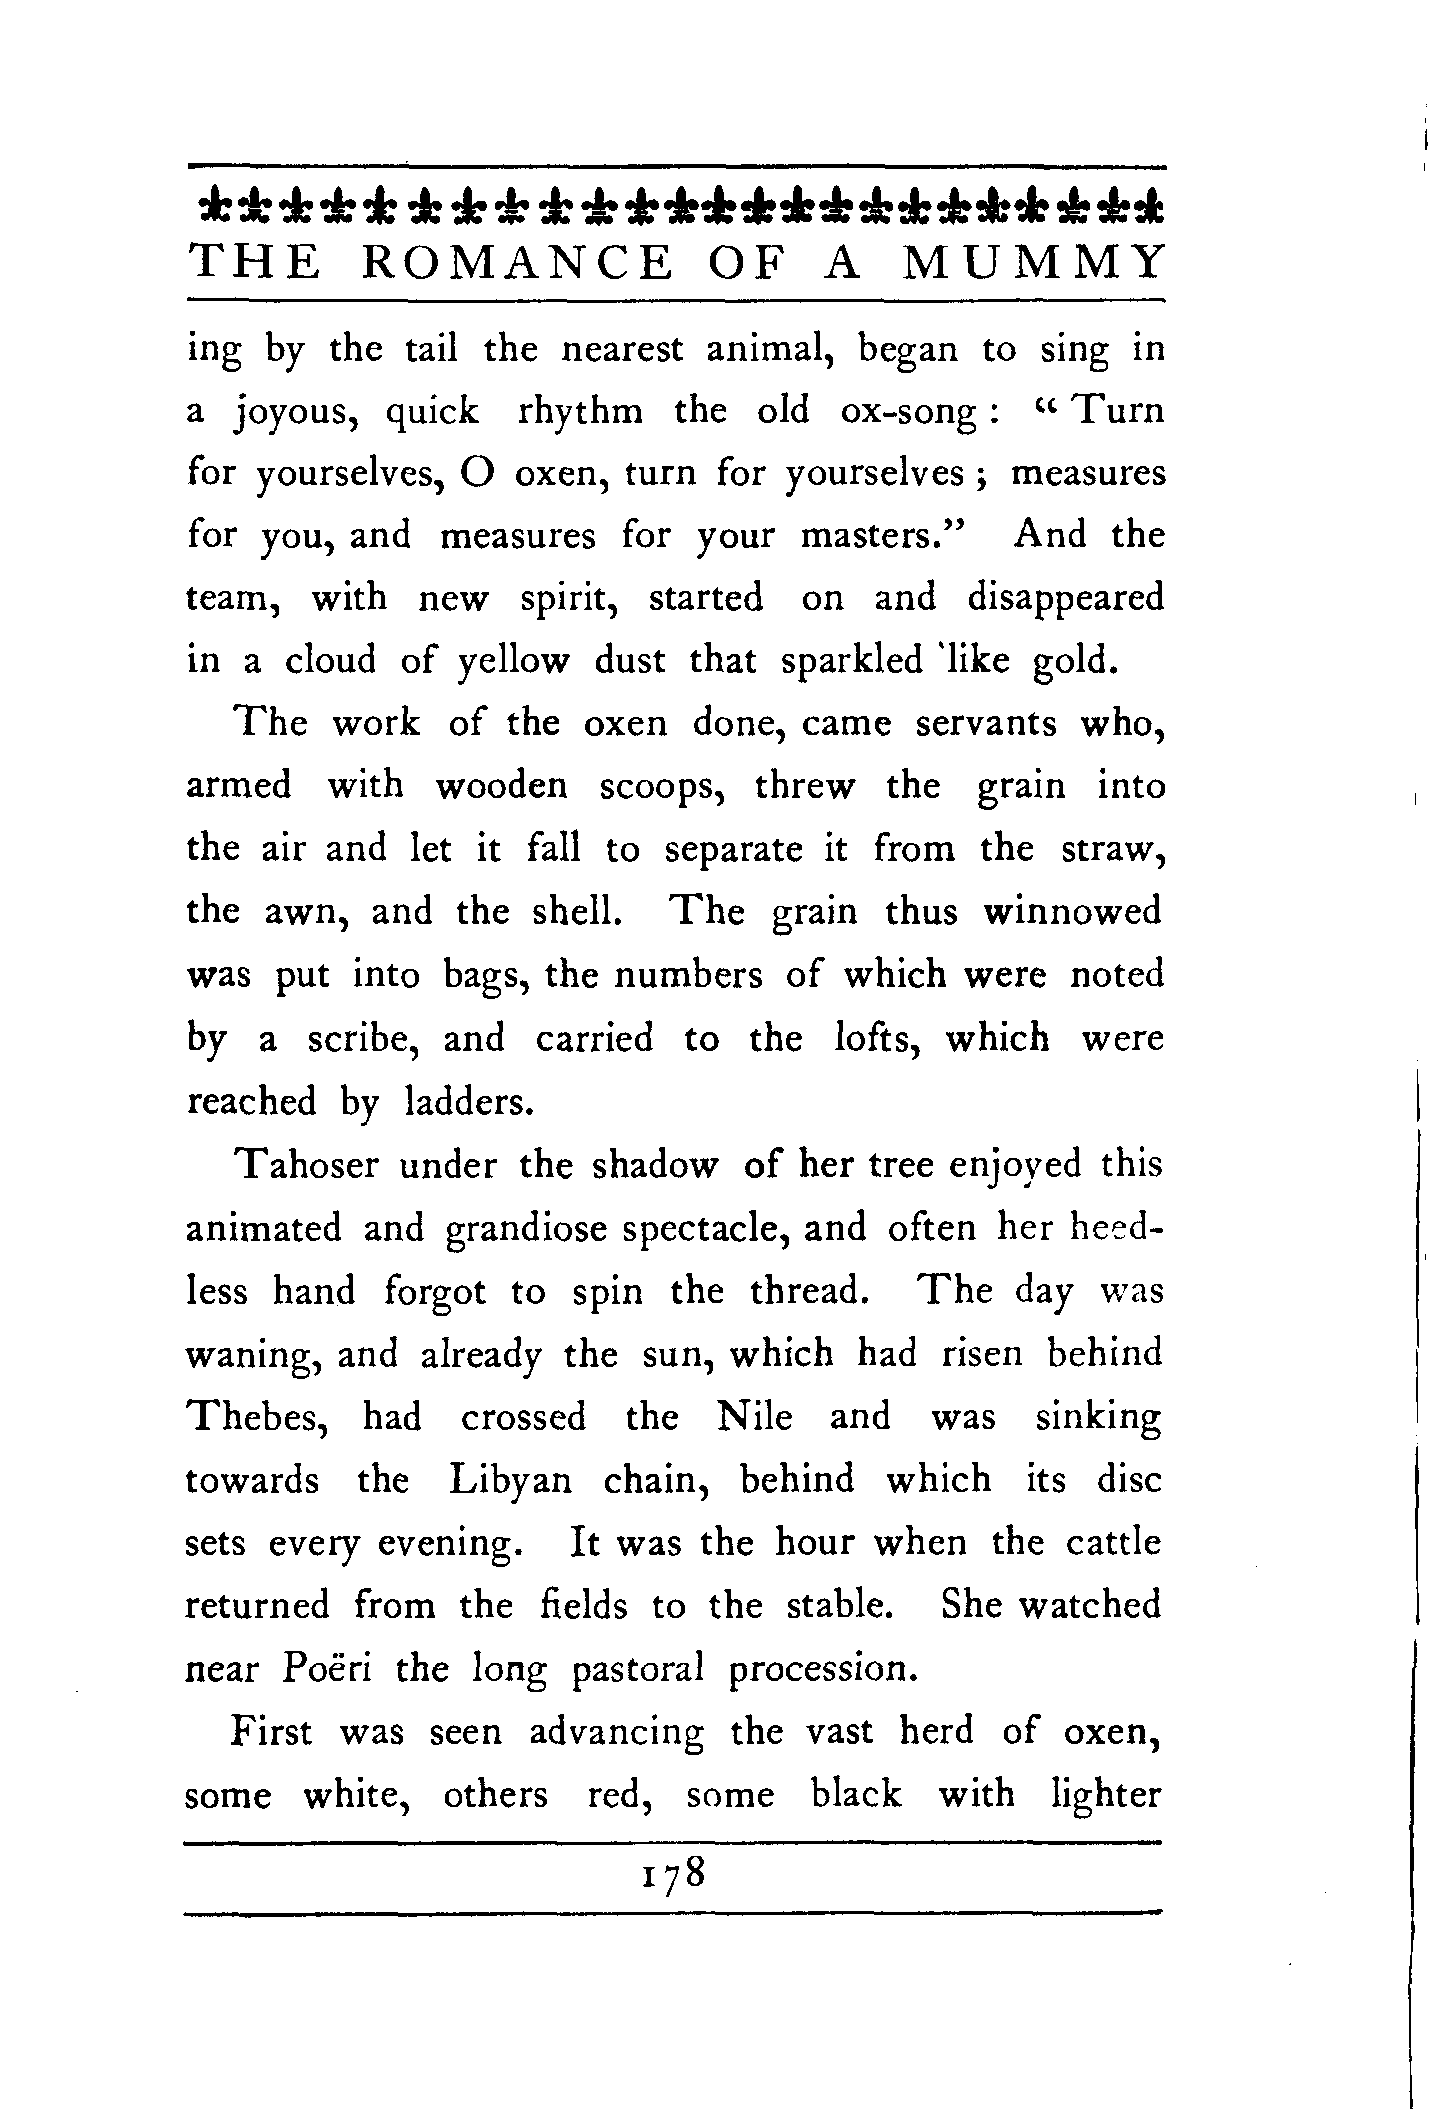 THE ROMANCE OF A MUMMY
ing by the tail the nearest animal, began to sing in
a joyous, quick rhythm the old ox-song : “ Turn
for yourselves, O oxen, turn for yourselves ; measures
for you, and measures for your masters.” And the
team, with new spirit, started on and disappeared
in a cloud of yellow dust that sparkled like gold.
The work of the oxen done, came servants who,
armed with wooden scoops, threw the grain into
the air and let it fall to separate it from the straw,
the awn, and the shell. The grain thus winnowed
was put into bags, the numbers of which were noted
by a scribe, and carried to the lofts, which were
reached by ladders.
Tahoser under the shadow of her tree enjoyed this
animated and grandiose spectacle, and often her heed-
less hand forgot to spin the thread. The day was
waning, and already the sun, which had risen behind
Thebes, had crossed the Nile and was sinking
towards the Libyan chain, behind which its disc
sets every evening. It was the hour when the cattle
returned from the fields to the stable. She watched
near Poëri the long pastoral procession.
First was seen advancing the vast herd of oxen,
some white, others red, some black with lighter
178